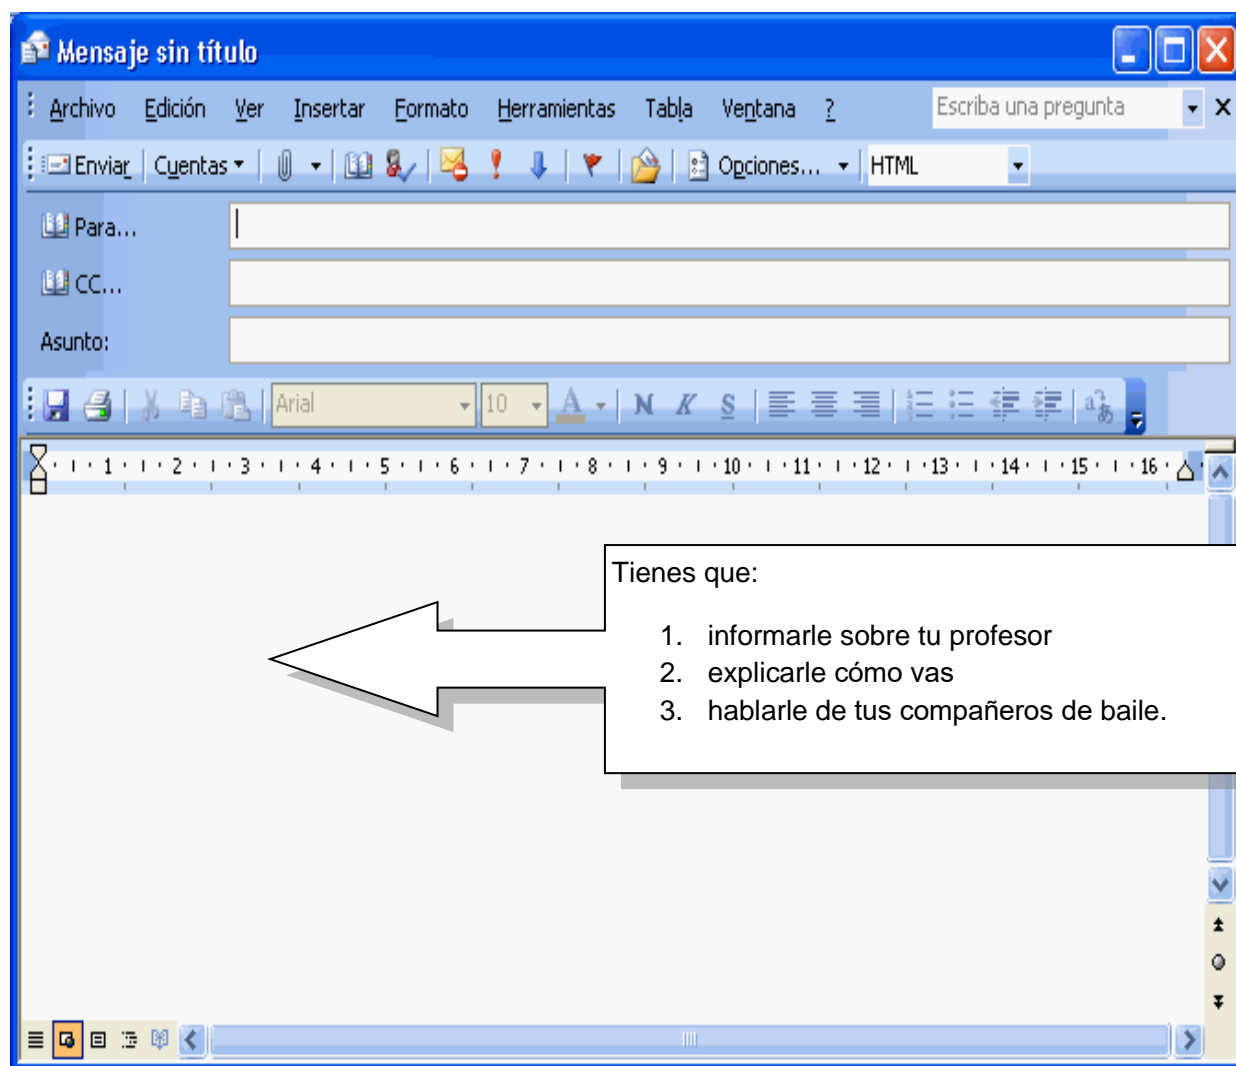 Mensaje sin título
Archivo Edición Ver Insertar Formato Herramientas Tabla Ventana ? Escriba una pregunta
Enviar Cuentas Opciones... HTML
Para...
CC...
Asunto:
Arial 10 A N K S
1 2 3 4 5 6 7 8 9 10 11 12 13 14 15 16
Tienes que:
1. informarle sobre tu profesor
2. explicarle cómo vas
3. hablarle de tus compañeros de baile.